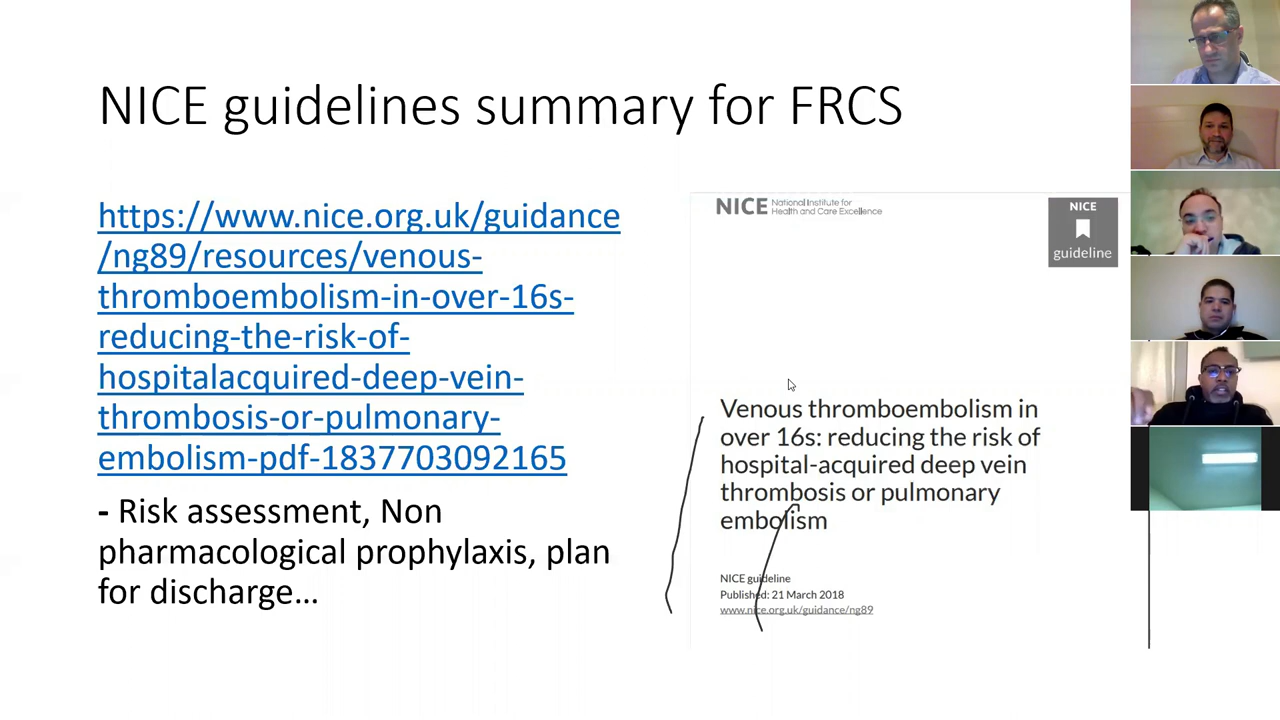 NICE guidelines summary for FRCS
https://www.nice.org.uk/guidance
/ng89/resources/venous-
thromboembolism-in-over-16s-
reducing-the-risk-of-
hospitalacquired-deep-vein-
thrombosis-or-pulmonary-
embolism-pdf-1837703092165
- Risk assessment, Non
pharmacological prophylaxis, plan
for discharge...
NICE National Institute for
Health and Care Excellence
NICE
guideline
Venous thromboembolism in
over 16s: reducing the risk of
hospital-acquired deep vein
thrombosis or pulmonary
embolism
NICE guideline
Published: 21 March 2018
www.nice.org.uk/guidance/ng89